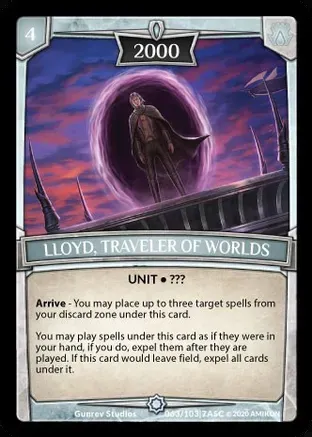 4
2000
LLOYD, TRAVELER OF WORLDS
UNIT • ???
Arrive - You may place up to three target spells from
your discard zone under this card.
You may play spells under this card as if they were in
your hand, if you do, expel them after they are
played. If this card would leave field, expel all cards
under it.
Gunrev Studios
003/103 2ASC © 2020 AMIKON